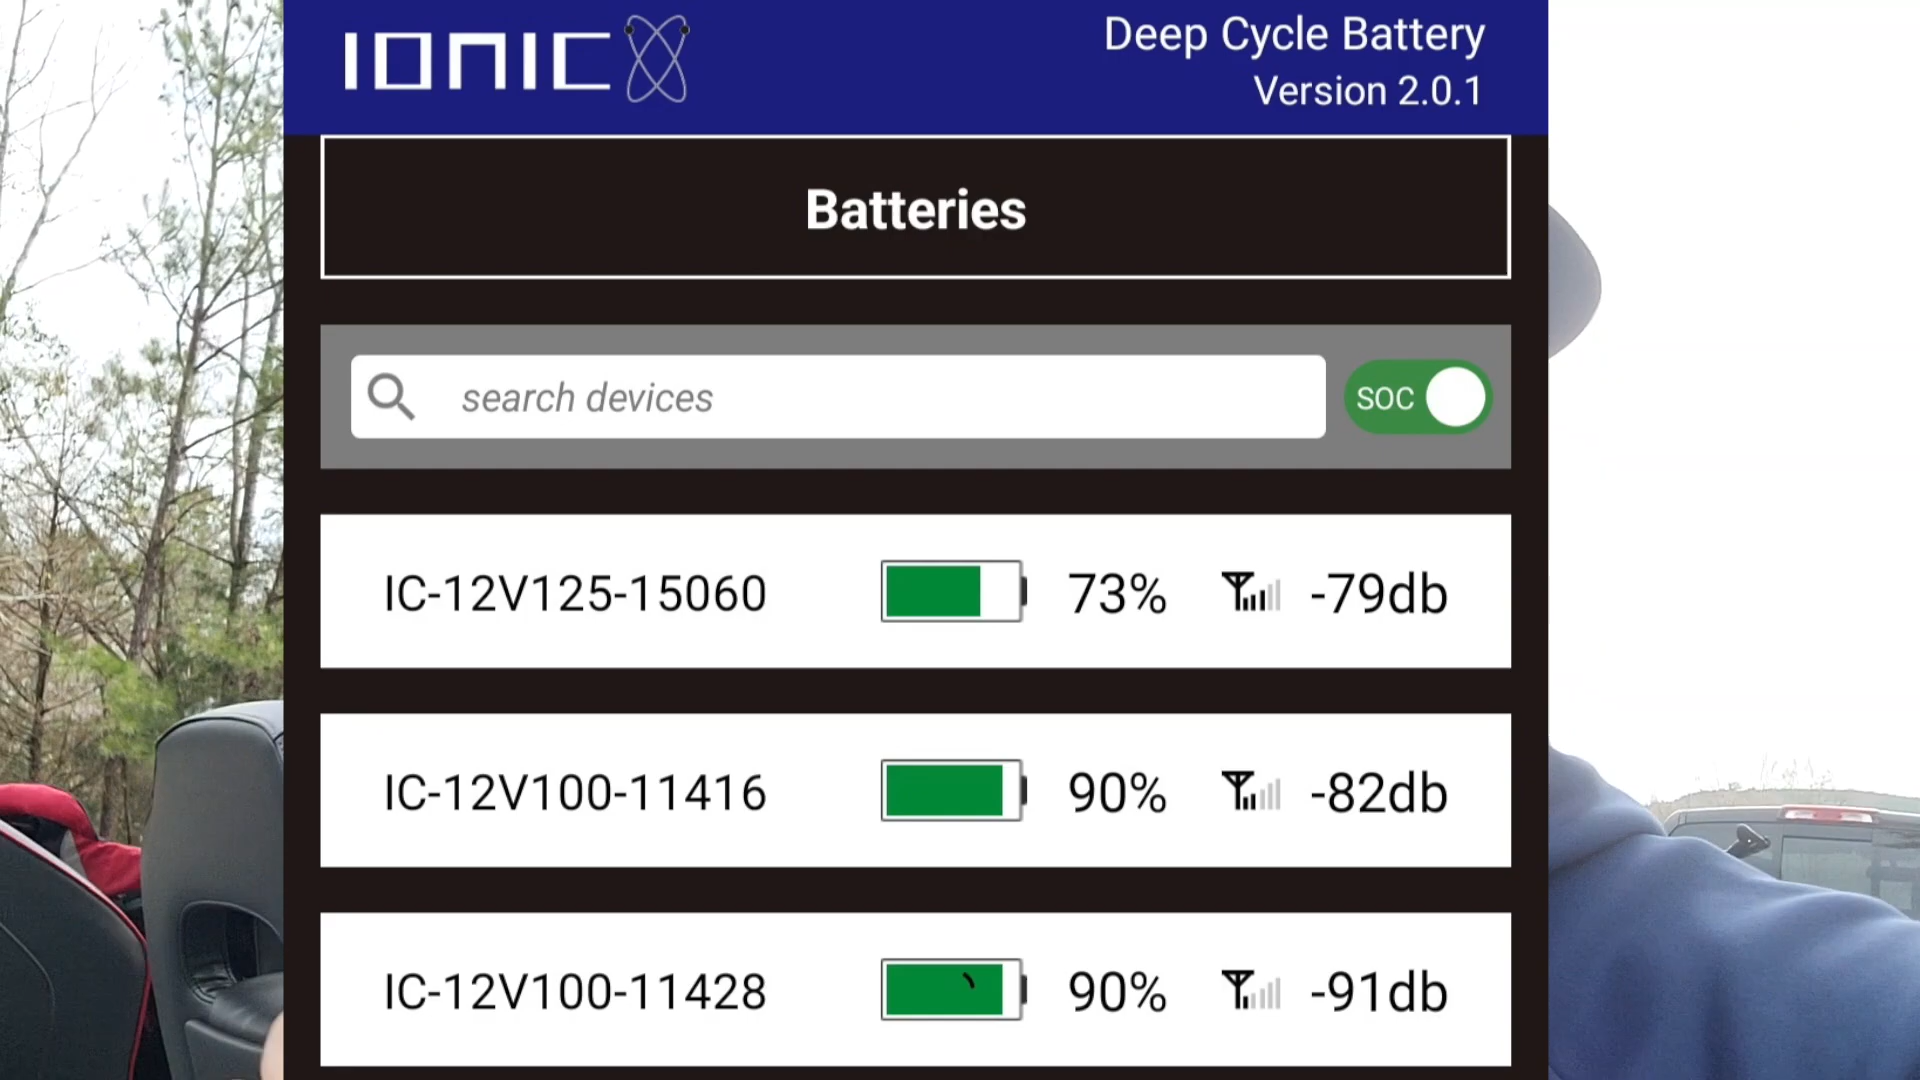 IONIC
Deep Cycle Battery
Version 2.0.1
Batteries
search devices
SOC
IC-12V125-15060 73% -79db
IC-12V100-11416 90% -82db
IC-12V100-11428 90% -91db